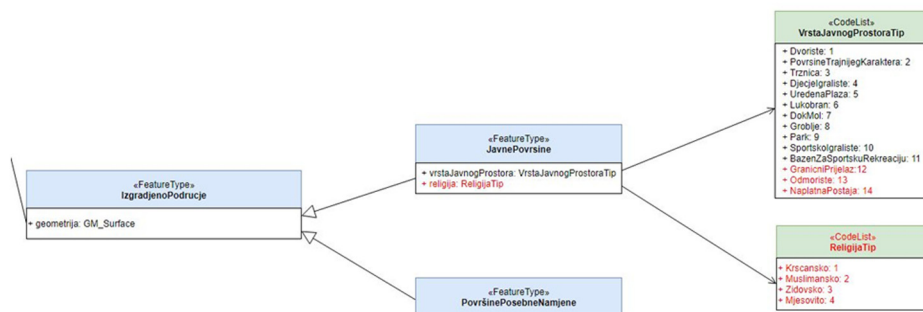 «CodeList»
VrstaJavnogProstoraTip
+ Dvoriste: 1
+ PovrsineTrajnijegKaraktera: 2
+ Trznica: 3
+ DjecjeIgraliste: 4
+ UredenaPlaza: 5
+ Lukobran: 6
+ DokMol: 7
+ Groblje: 8
+ Park: 9
+ SportskoIgraliste: 10
+ BazenZaSportskuRekreaciju: 11
+ GranicniPrijelaz:12
+ Odmoriste: 13
+ NaplatnaPostaja: 14
«FeatureType»
JavnePovrsine
+ vrstaJavnogProstora: VrstaJavnogProstoraTip
+ religija: ReligijaTip
«FeatureType»
IzgradjenoPodrucje
+ geometrija: GM_Surface
«CodeList»
ReligijaTip
+ Krscansko: 1
+ Muslimansko: 2
+ Zidovsko: 3
+ Mjesovito: 4
«FeatureType»
PovršinePosebneNamjene